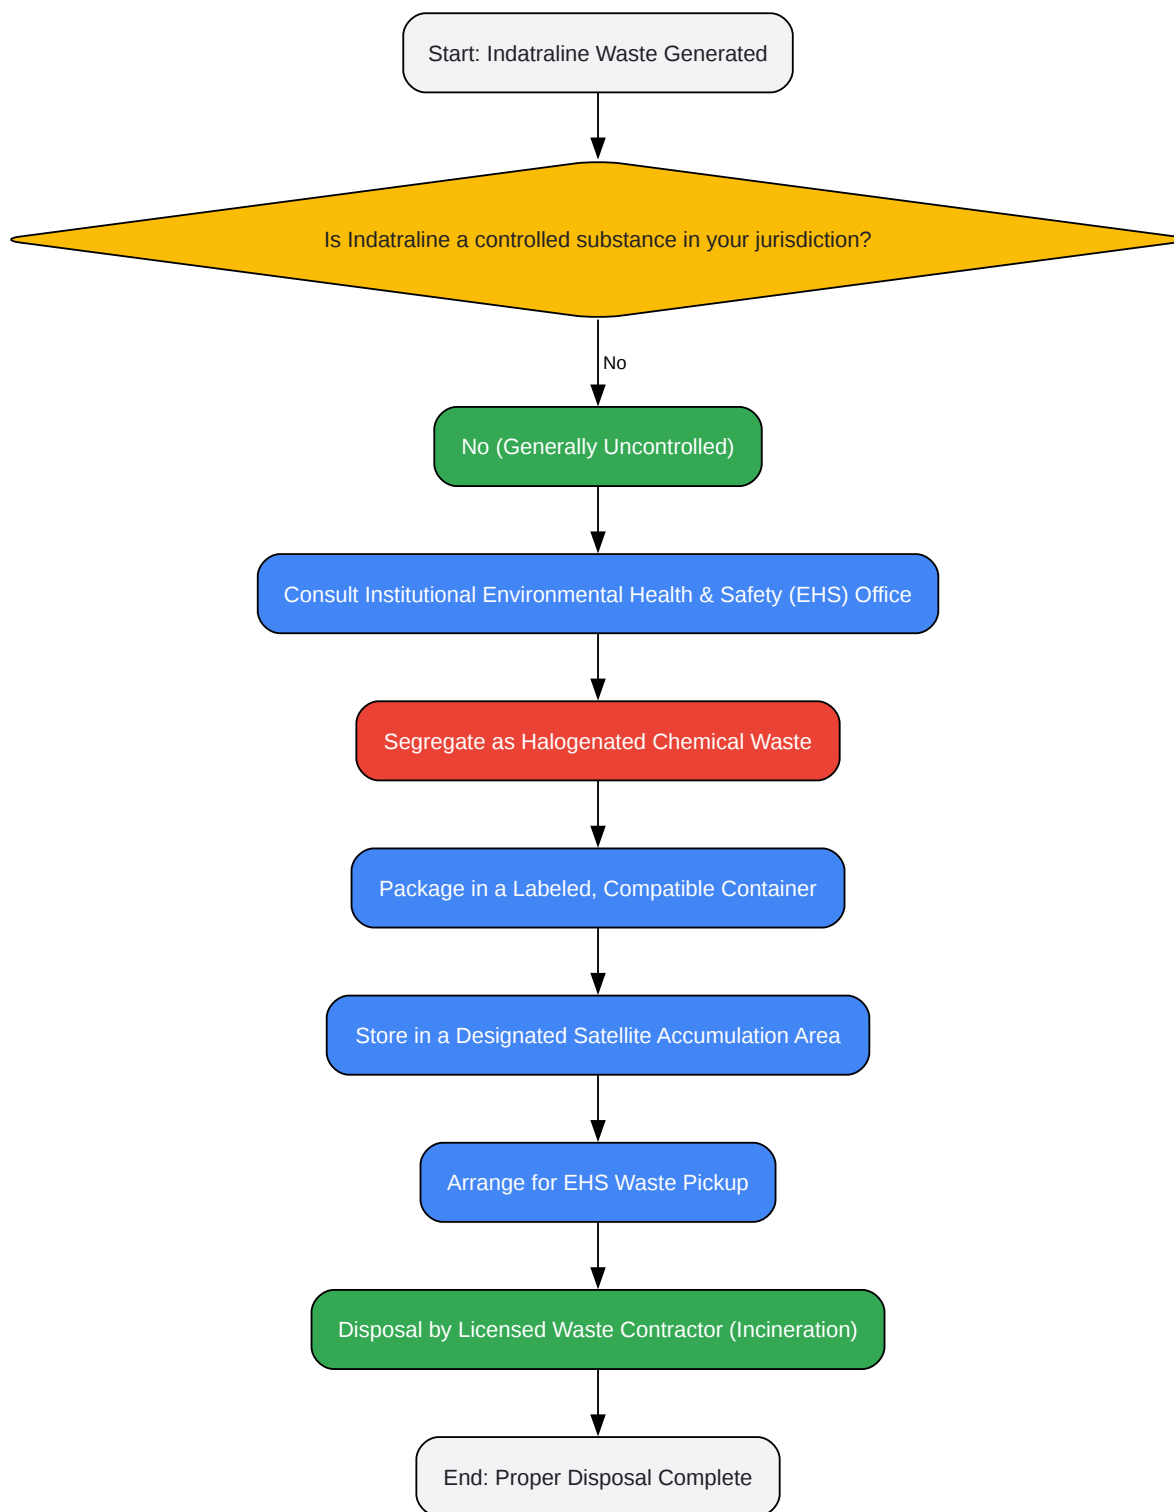 Start: Indatraline Waste Generated
Is Indatraline a controlled substance in your jurisdiction?
No
No (Generally Uncontrolled)
Consult Institutional Environmental Health & Safety (EHS) Office
Segregate as Halogenated Chemical Waste
Package in a Labeled, Compatible Container
Store in a Designated Satellite Accumulation Area
Arrange for EHS Waste Pickup
Disposal by Licensed Waste Contractor (Incineration)
End: Proper Disposal Complete